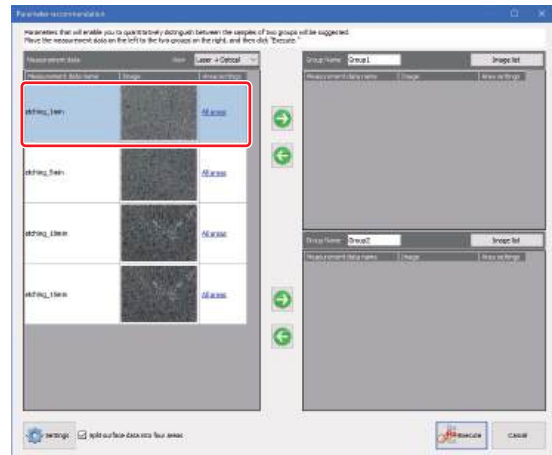 Parameter recommendation
Parameters that will enable you to quantitatively distinguish between the samples of two groups will be suggested.
Move the measurement data on the left to the two groups on the right, and then click "Execute."
Measurement data
View
Laser + Optical
Measurement data name
Image
Area settings
etching_1min
All areas
etching_5min
All areas
etching_10min
All areas
etching_15min
All areas
Group Name
Group1
Image list
Measurement data name
Image
Area settings
Group Name
Group2
Image list
Measurement data name
Image
Area settings
Settings
Split surface data into four areas
Execute
Cancel